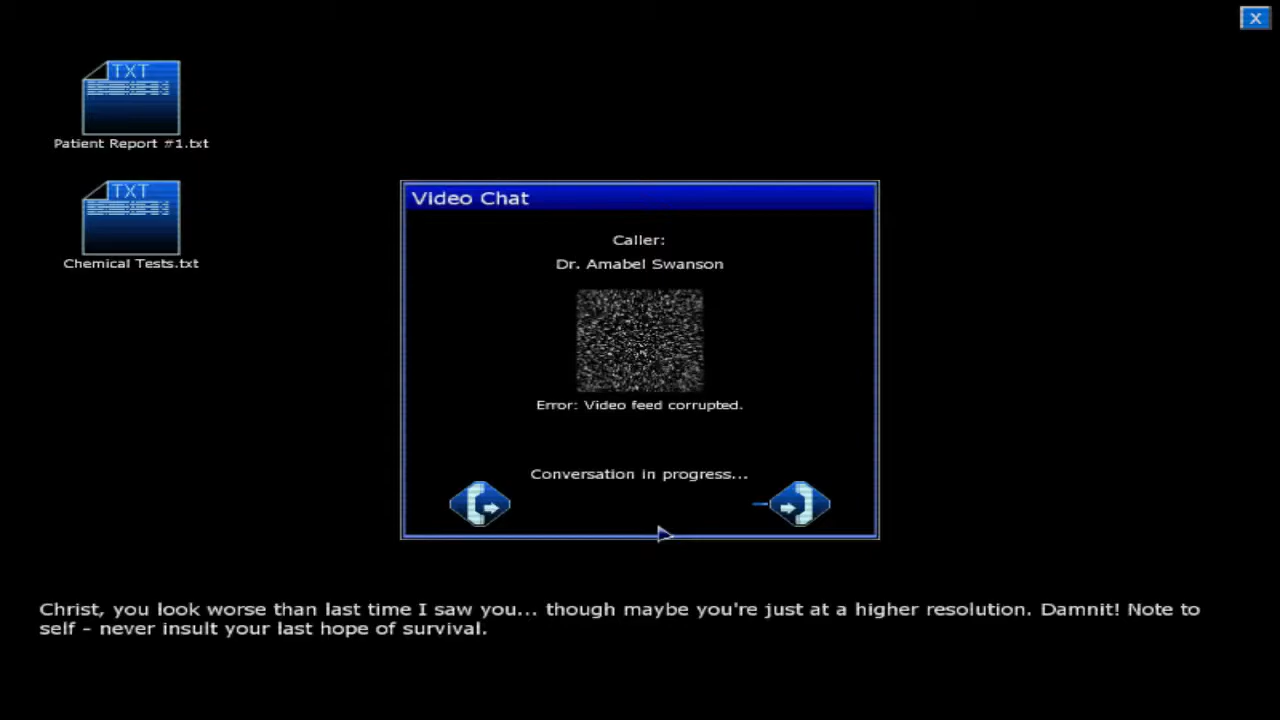 X
TXT
Patient Report #1.txt
TXT
Chemical Tests.txt
Video Chat
Caller:
Dr. Amabel Swanson
Error: Video feed corrupted.
Conversation in progress...
Christ, you look worse than last time I saw you... though maybe you're just at a higher resolution. Damnit! Note to
self - never insult your last hope of survival.